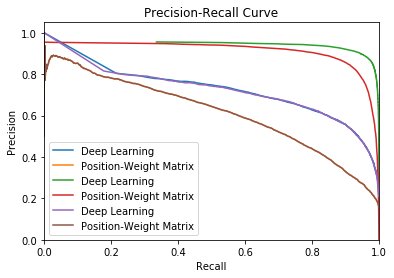 Precision-Recall Curve
1.0
0.8
0.6
0.4
0.2
0.0
Precision
Deep Learning
Position-Weight Matrix
Deep Learning
Position-Weight Matrix
Deep Learning
Position-Weight Matrix
0.0 0.2 0.4 0.6 0.8 1.0
Recall